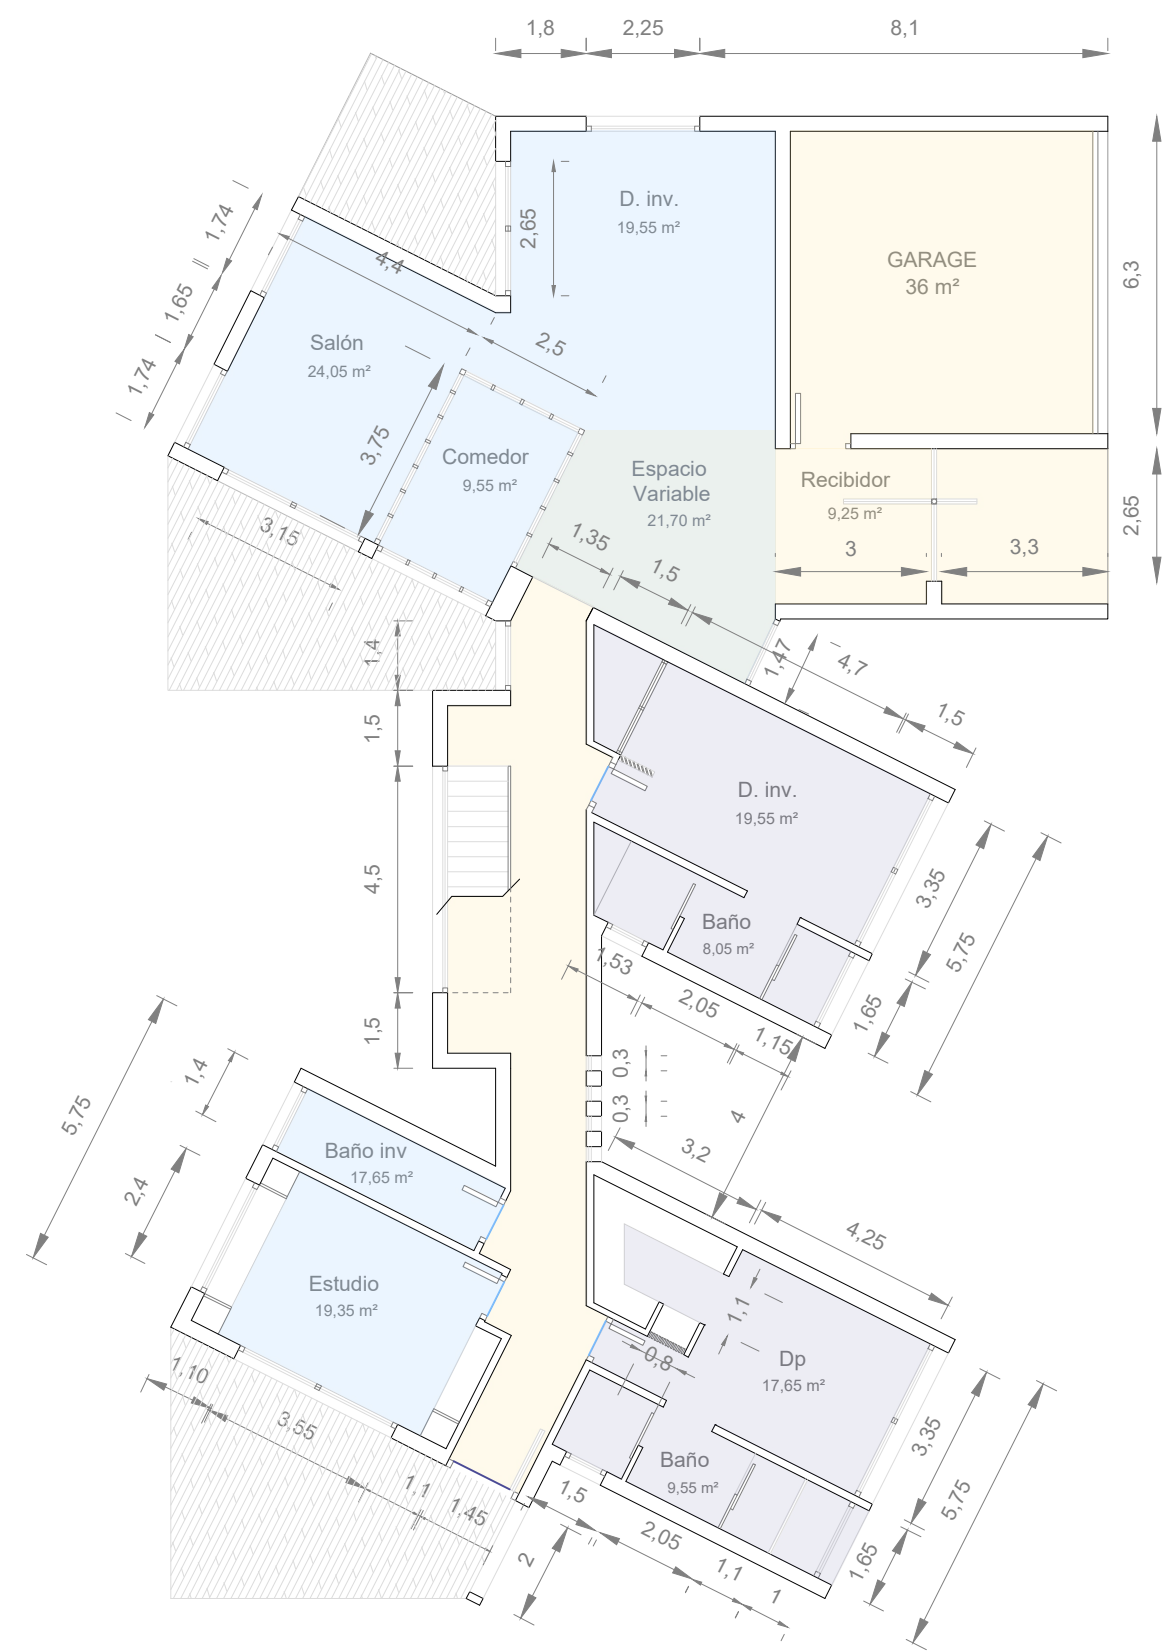 1,8
2,25
8,1
D. inv.
19,55 m²
2,65
GARAGE
36 m²
6,3
1,74
1,65
1,74
4,4
2,5
Salón
24,05 m²
3,75
Comedor
9,55 m²
Espacio
Variable
21,70 m²
Recibidor
9,25 m²
3
3,3
2,65
3,15
1,35
1,5
1,4
1,47
4,7
1,5
1,5
D. inv.
19,55 m²
4,5
3,35
5,75
Baño
8,05 m²
1,53
2,05
1,15
1,65
1,5
0,3
0,3
4
3,2
4,25
5,75
1,4
2,4
Baño inv
17,65 m²
Estudio
19,35 m²
1,1
0,8
Dp
17,65 m²
1,10
3,55
1,1
1,45
3,35
5,75
Baño
9,55 m²
1,5
2,05
1,1
1
2
1,65